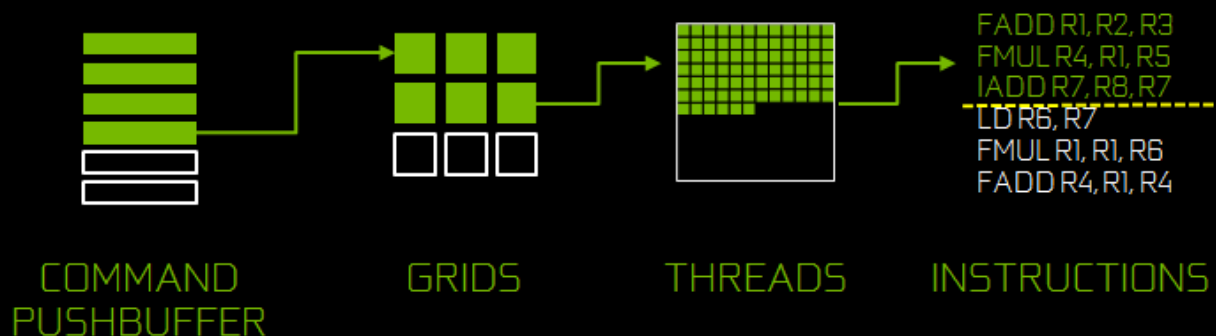 FADD R1, R2, R3
FMUL R4, R1, R5
IADD R7, R8, R7
LD R6, R7
FMUL R1, R1, R6
FADD R4, R1, R4
COMMAND
PUSHBUFFER
GRIDS
THREADS
INSTRUCTIONS